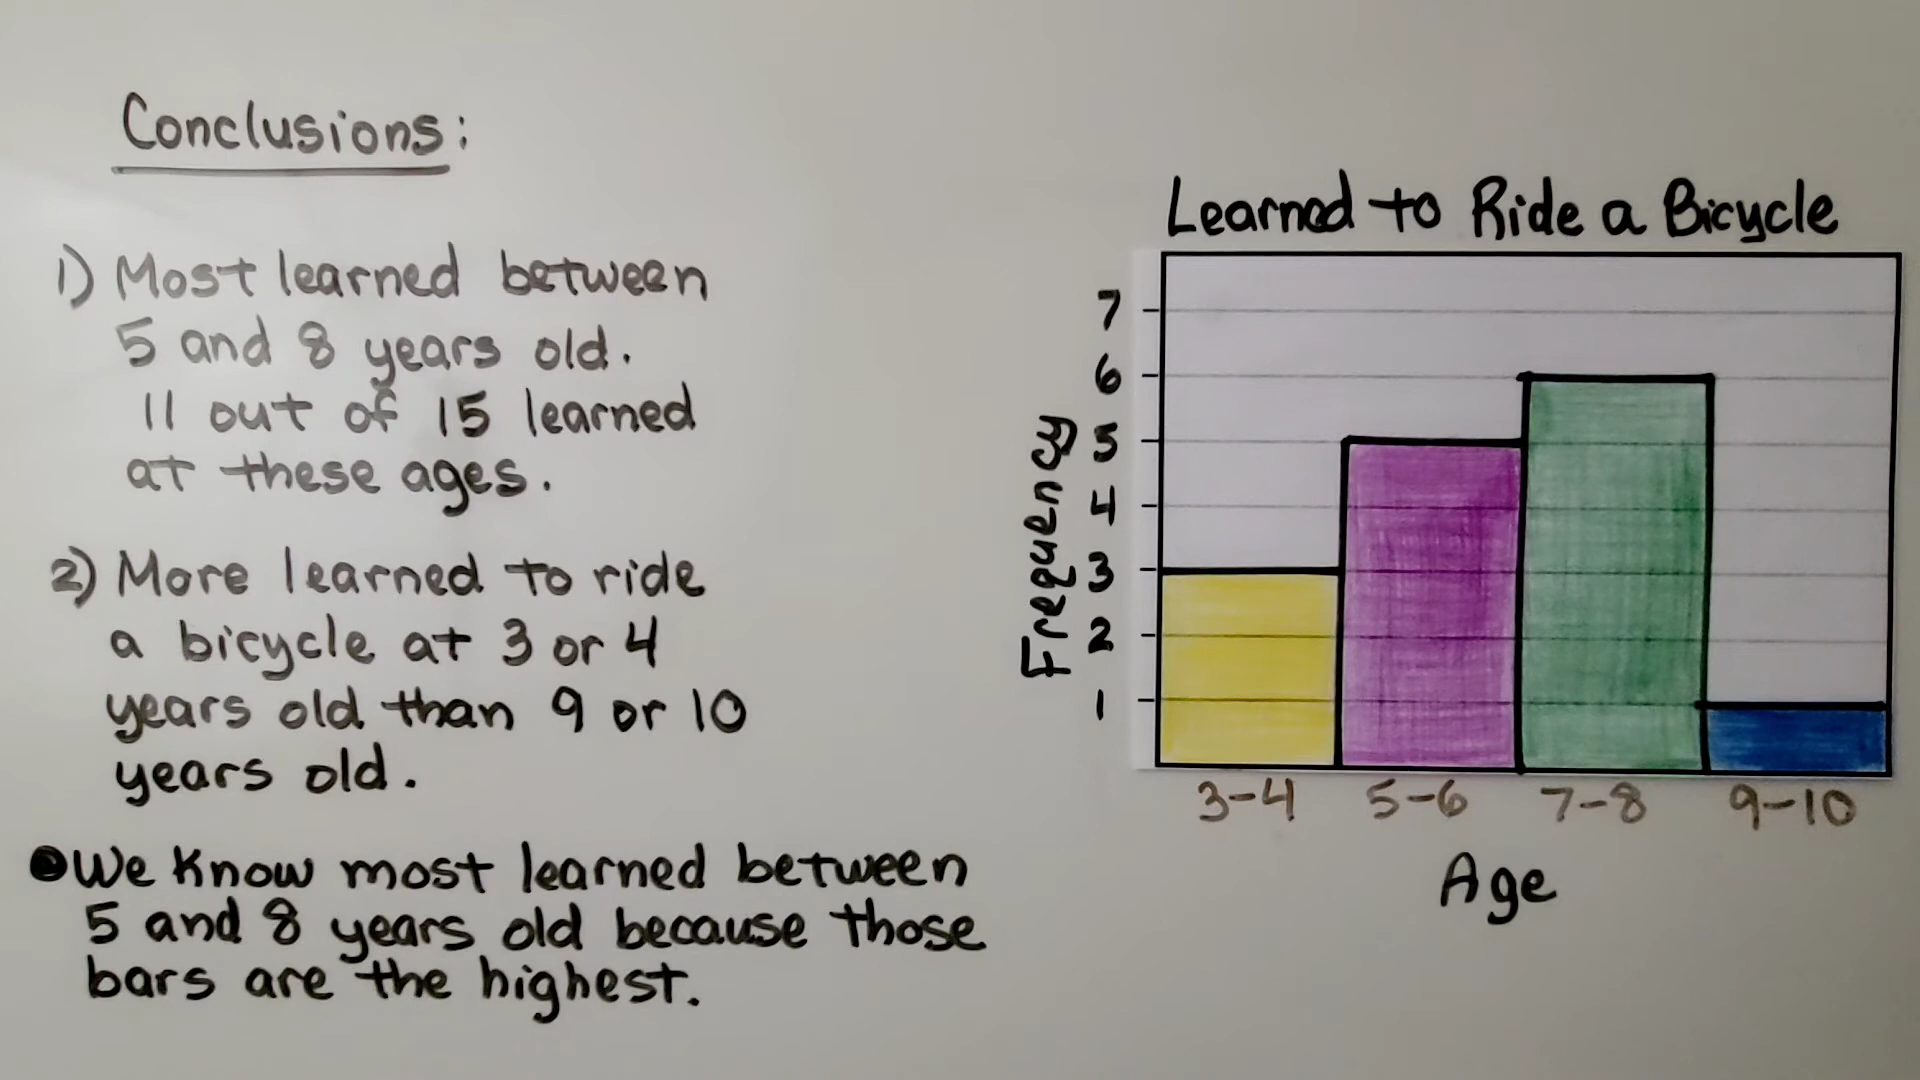 Conclusions:
1) Most learned between
5 and 8 years old.
11 out of 15 learned
at these ages.
2) More learned to ride
a bicycle at 3 or 4
years old than 9 or 10
years old.
We know most learned between
5 and 8 years old because those
bars are the highest.
Learned to Ride a Bicycle
Frequency
7
6
5
4
3
2
1
3-4 5-6 7-8 9-10
Age